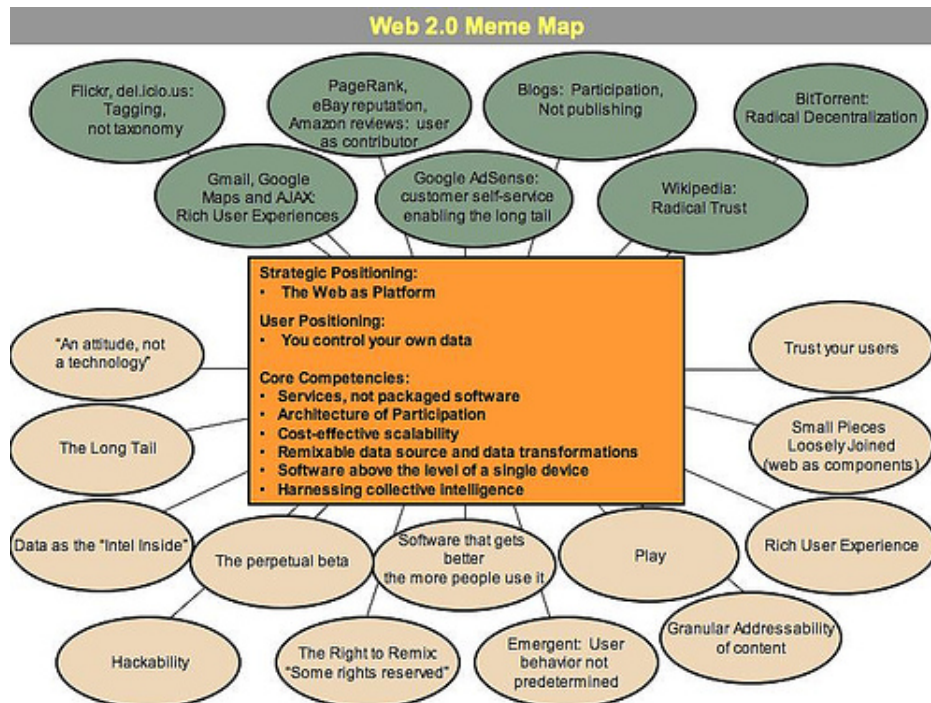 Web 2.0 Meme Map
Flickr, del.icio.us:
Tagging,
not taxonomy
PageRank,
eBay reputation,
Amazon reviews: user
as contributor
Blogs: Participation,
Not publishing
BitTorrent:
Radical Decentralization
Gmail, Google
Maps and AJAX:
Rich User Experiences
Google AdSense:
customer self-service
enabling the long tail
Wikipedia:
Radical Trust
Strategic Positioning:
• The Web as Platform
User Positioning:
• You control your own data
Core Competencies:
• Services, not packaged software
• Architecture of Participation
• Cost-effective scalability
• Remixable data source and data transformations
• Software above the level of a single device
• Harnessing collective intelligence
“An attitude, not
a technology”
Trust your users
The Long Tail
Small Pieces
Loosely Joined
(web as components)
Data as the “Intel Inside”
The perpetual beta
Software that gets
better
the more people use it
Play
Rich User Experience
Hackability
The Right to Remix:
“Some rights reserved”
Emergent: User
behavior not
predetermined
Granular Addressability
of content